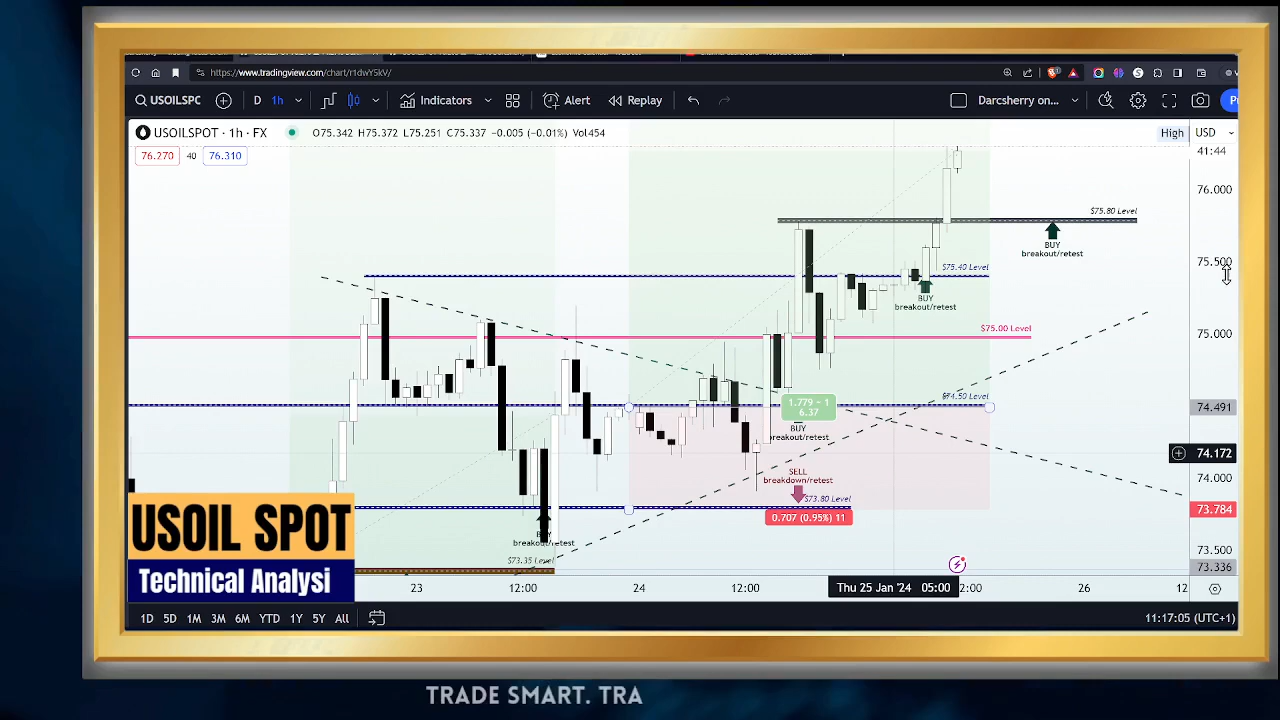 https://www.tradingview.com/chart/r1dwY5kV/
USOILSPC
D
1h
Indicators
Alert
Replay
Darcsherry on...
USOILSPOT · 1h · FX
O75.342 H75.372 L75.251 C75.337 −0.005 (−0.01%) Vol454
High
USD
76.270
40
76.310
41:44
76.000
$75.80 Level
BUY
breakout/retest
75.500
$75.40 Level
BUY
breakout/retest
$75.00 Level
75.000
$74.50 Level
1.779 ~ 1
6.37
74.491
BUY
breakout/retest
74.172
SELL
breakdown/retest
74.000
$73.80 Level
73.784
0.707 (0.95%) 11
BUY
breakout/retest
73.500
$73.35 Level
73.336
USOIL SPOT
Technical Analysi
23
12:00
24
12:00
Thu 25 Jan '24 05:00
2:00
26
12
1D
5D
1M
3M
6M
YTD
1Y
5Y
All
11:17:05 (UTC+1)
TRADE SMART. TRA